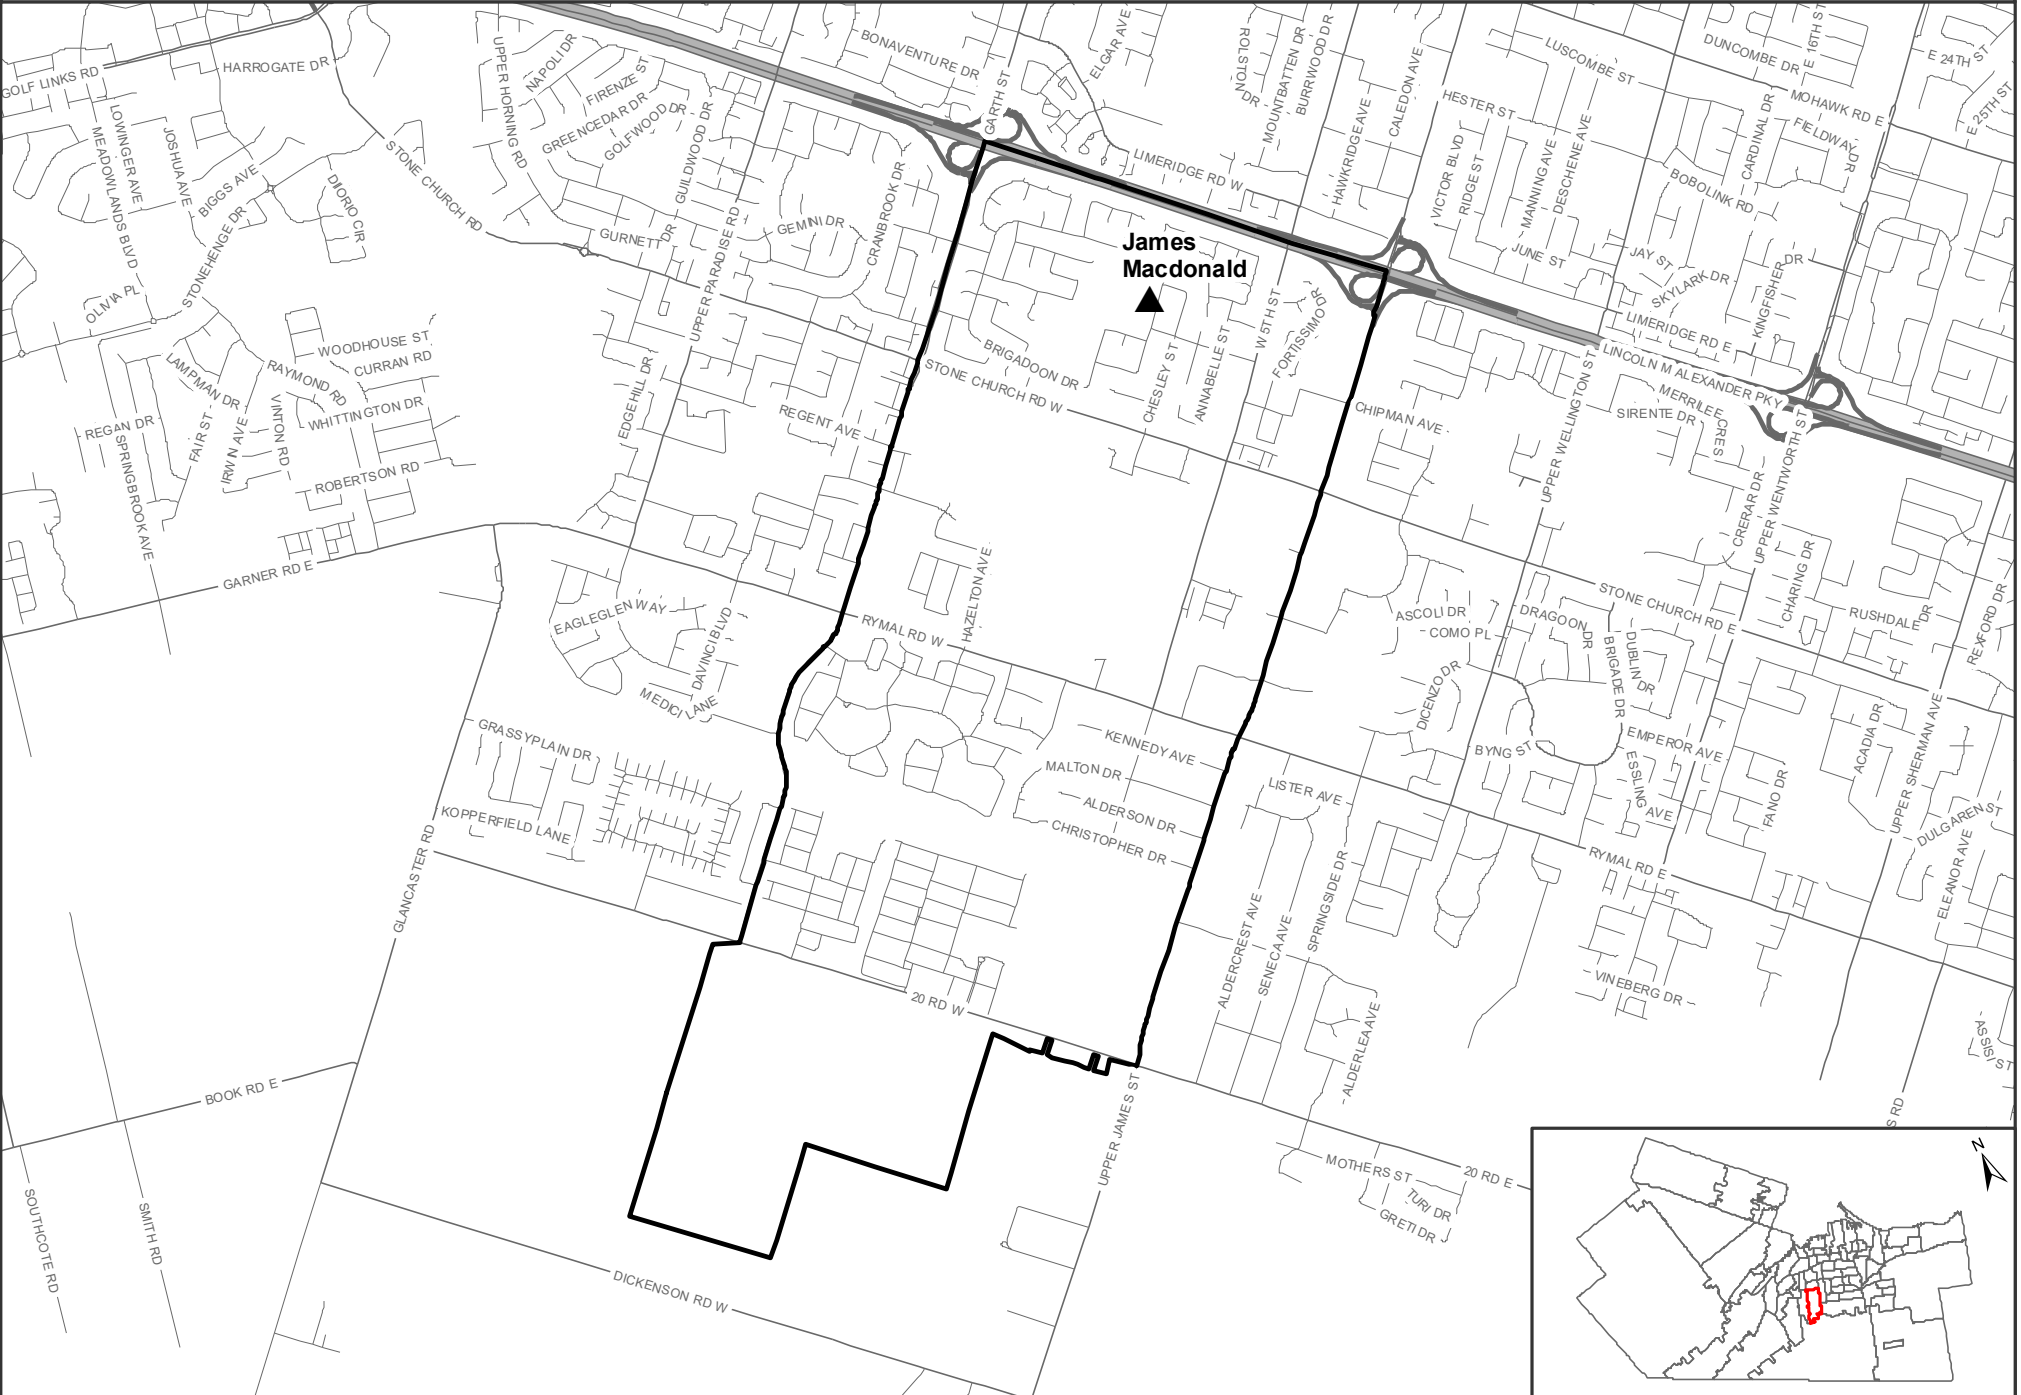 BONAVENTURE DR
ELGAR AVE
ROLSTON DR
MOUNTBATTEN DR
BURRWOOD DR
CALEDON AVE
LUSCOMBE ST
DUNCOMBE DR
E 16TH ST
E 24TH ST
E 25TH ST
GOLF LINKS RD
HARROGATE DR
UPPER HORNING RD
NAPOLI DR
FIRENZE ST
GREENCEDAR DR
GOLFWOOD DR
GUILDWOOD DR
GARTH ST
HESTER ST
MOHAWK RD E
FIELDWAY DR
CARDINAL DR
LOWINGER AVE
MEADOWLANDS BLVD
JOSHUA AVE
BIGGS AVE
STONEHENGE DR
DIIORIO CIR
STONE CHURCH RD
LIMERIDGE RD W
HAWKRIDGE AVE
VICTOR BLVD
RIDGE ST
MANNING AVE
DESCHENE AVE
BOBOLINK RD
GURNETT DR
UPPER PARADISE RD
GEMINI DR
CRANBROOK DR
James
Macdonald
JUNE ST
JAY ST
SKYLARK DR
KINGFISHER DR
OLIVIA PL
W 5TH ST
FORTISSIMO DR
LIMERIDGE RD E
LINCOLN M ALEXANDER PKY
WOODHOUSE ST
CURRAN RD
LAMPMAN DR
RAYMOND RD
WHITTINGTON DR
EDGEHILL DR
BRIGADOON DR
STONE CHURCH RD W
CHESLEY ST
ANNABELLE ST
CHIPMAN AVE
UPPER WELLINGTON ST
MERRILEE CRES
SIRENTE DR
REGAN DR
SPRINGBROOK AVE
FAIR ST
IRWIN AVE
VINTON RD
ROBERTSON RD
REGENT AVE
CRERAR DR
UPPER WENTWORTH ST
GARNER RD E
EAGLEGLEN WAY
DAVINCI BLVD
MEDICI LANE
RYMAL RD W
HAZELTON AVE
ASCOLI DR
COMO PL
DICENZO DR
DRAGOON DR
BRIGADE DR
DUBLIN DR
STONE CHURCH RD E
CHARING DR
RUSHDALE DR
REXFORD DR
GRASSYPLAIN DR
KOPPERFIELD LANE
KENNEDY AVE
MALTON DR
ALDERSON DR
CHRISTOPHER DR
LISTER AVE
BYNG ST
EMPEROR AVE
ESSLING AVE
FANO DR
ACADIA DR
UPPER SHERMAN AVE
DULGAREN ST
ELEANOR AVE
GLANCASTER RD
RYMAL RD E
ALDERCREST AVE
SENECA AVE
SPRINGSIDE DR
VINEBERG DR
20 RD W
ALDERLEA AVE
ASSISI ST
BOOK RD E
UPPER JAMES ST
S RD
MOTHERS ST
20 RD E
TURI DR
GRETI DR
SOUTHCOTE RD
SMITH RD
DICKENSON RD W
N